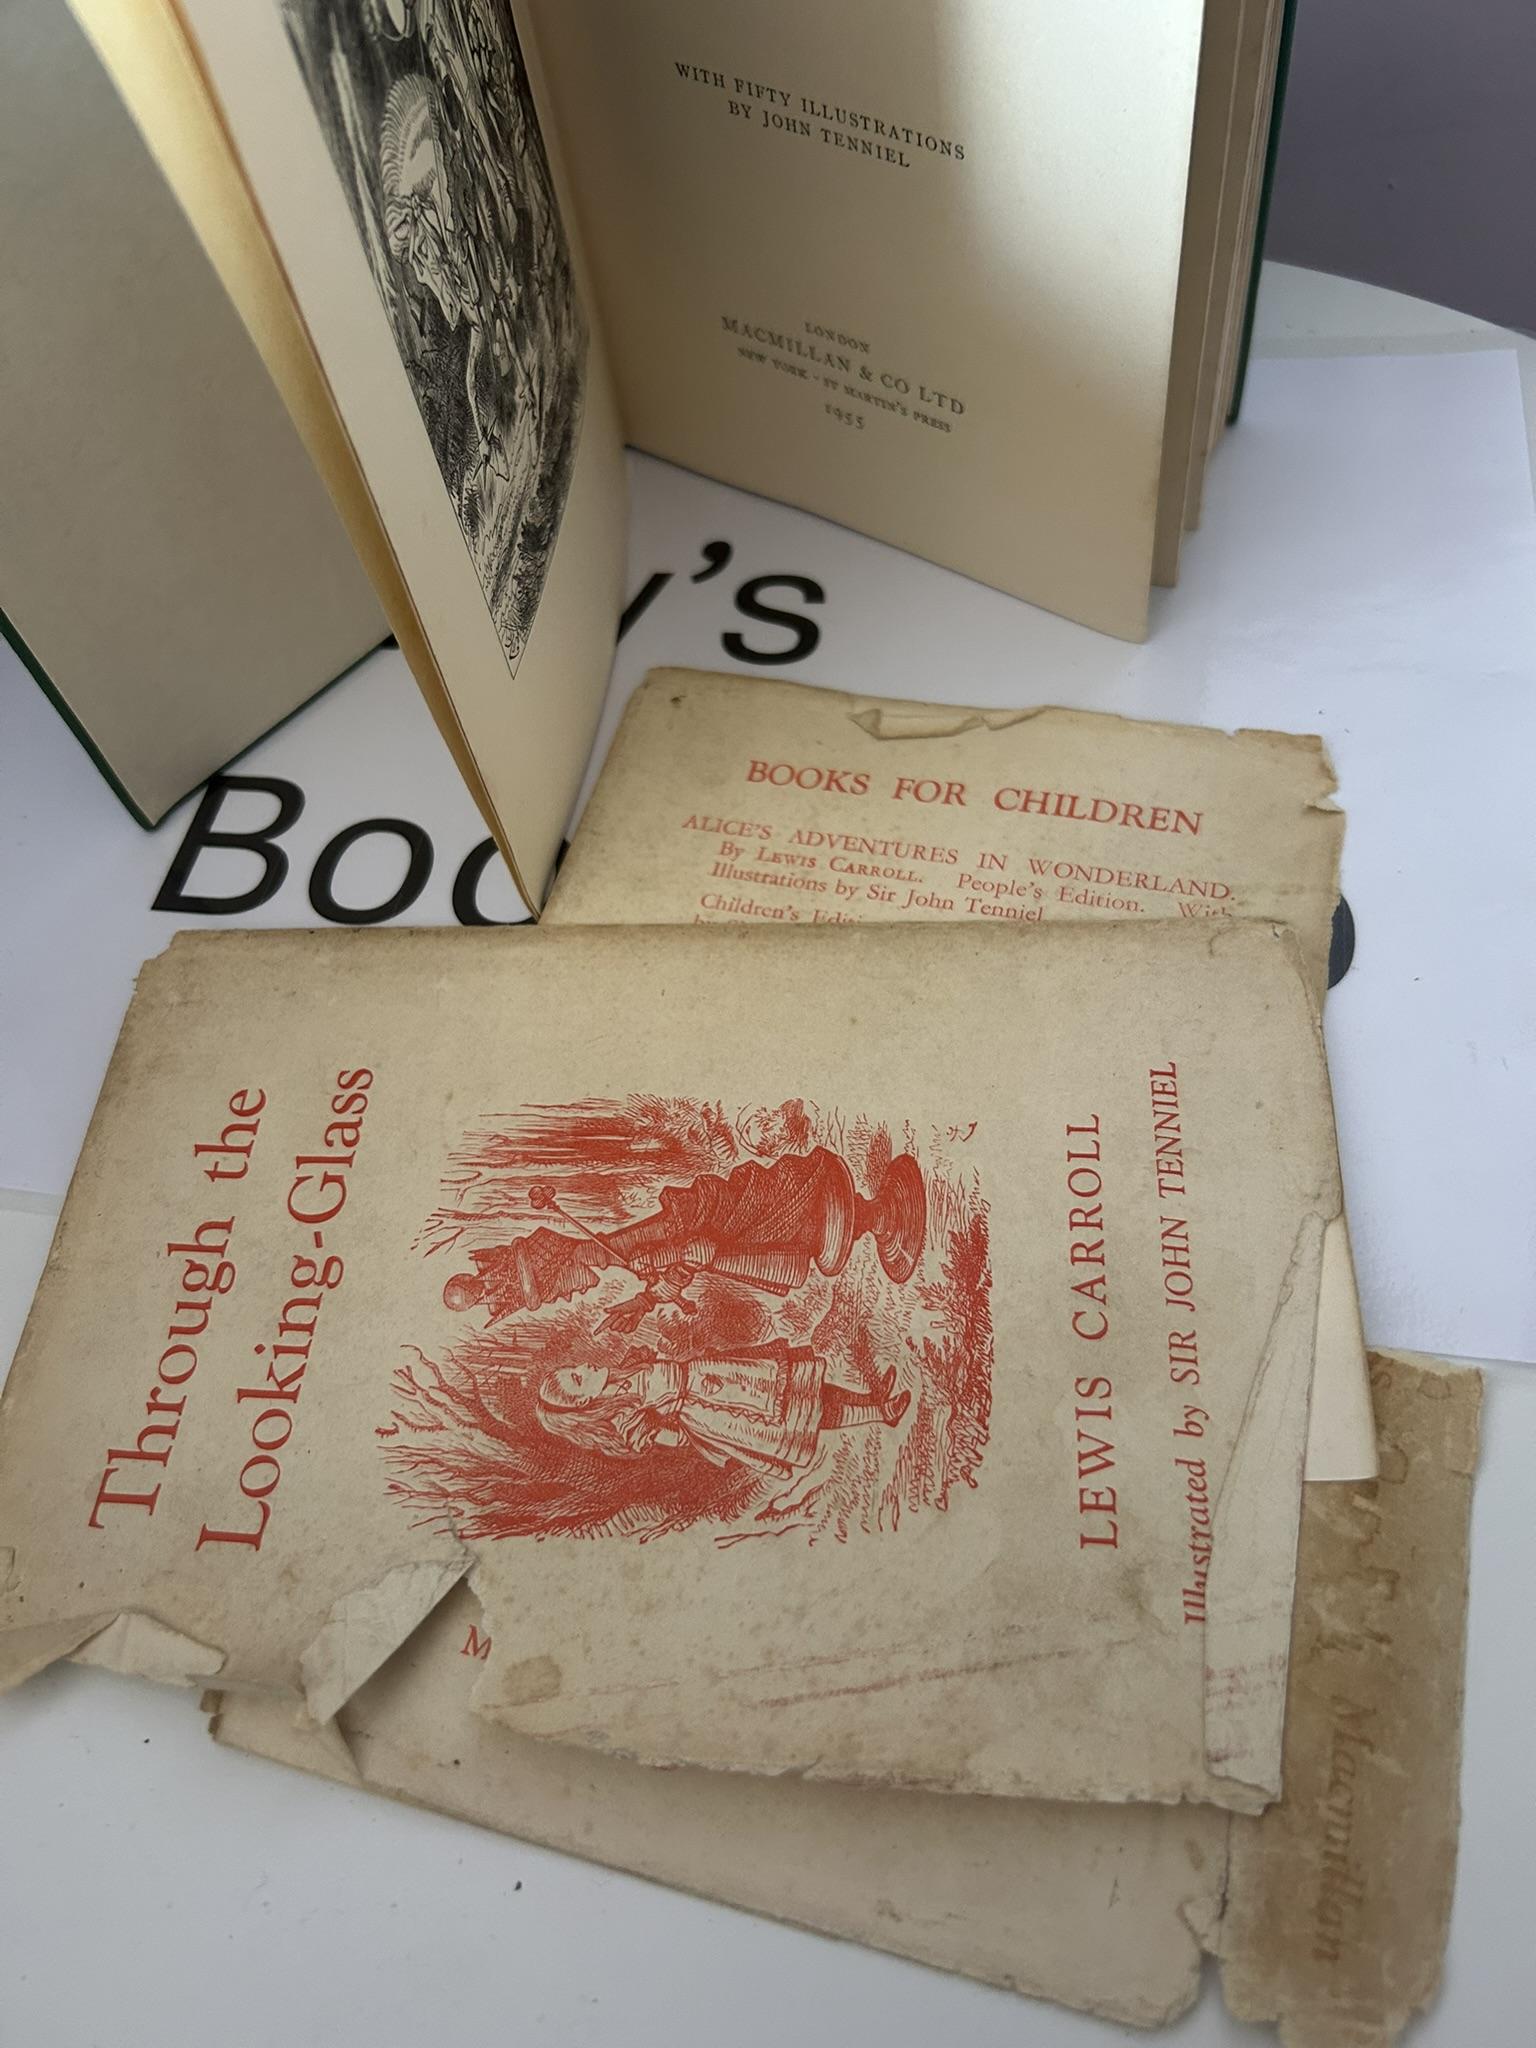 WITH FIFTY ILLUSTRATIONS
BY JOHN TENNIEL
LONDON
MACMILLAN & CO LTD
NEW YORK · ST MARTIN'S PRESS
1955
y's
Boo
BOOKS FOR CHILDREN
ALICE'S ADVENTURES IN WONDERLAND.
By LEWIS CARROLL. People's Edition. With
Illustrations by Sir John Tenniel
Children's Edi
Through the
Looking-Glass
LEWIS CARROLL
Illustrated by SIR JOHN TENNIEL
M
Macmillan